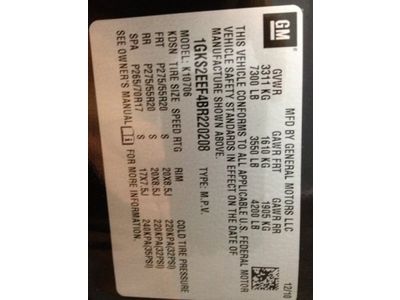 GM
MFD BY GENERAL MOTORS LLC
12/10
GVWR GAWR FRT GAWR RR
3311 KG 1610 KG 1905 KG
7300 LB 3550 LB 4200 LB
THIS VEHICLE CONFORMS TO ALL APPLICABLE U.S. FEDERAL MOTOR
VEHICLE SAFETY STANDARDS IN EFFECT ON THE DATE OF
MANUFACTURE SHOWN ABOVE.
1GKS2EEF4BR220208 TYPE: M.P.V.
MODEL: K10706
KDSN TIRE SIZE SPEED RTG RIM COLD TIRE PRESSURE
FRT P275/55R20 S 20X8.5J 220KPA(32PSI)
RR P275/55R20 S 20X8.5J 220KPA(32PSI)
SPA P265/70R17 S 17X7.5J 240KPA(35PSI)
SEE OWNER'S MANUAL FOR MORE INFORMATION.